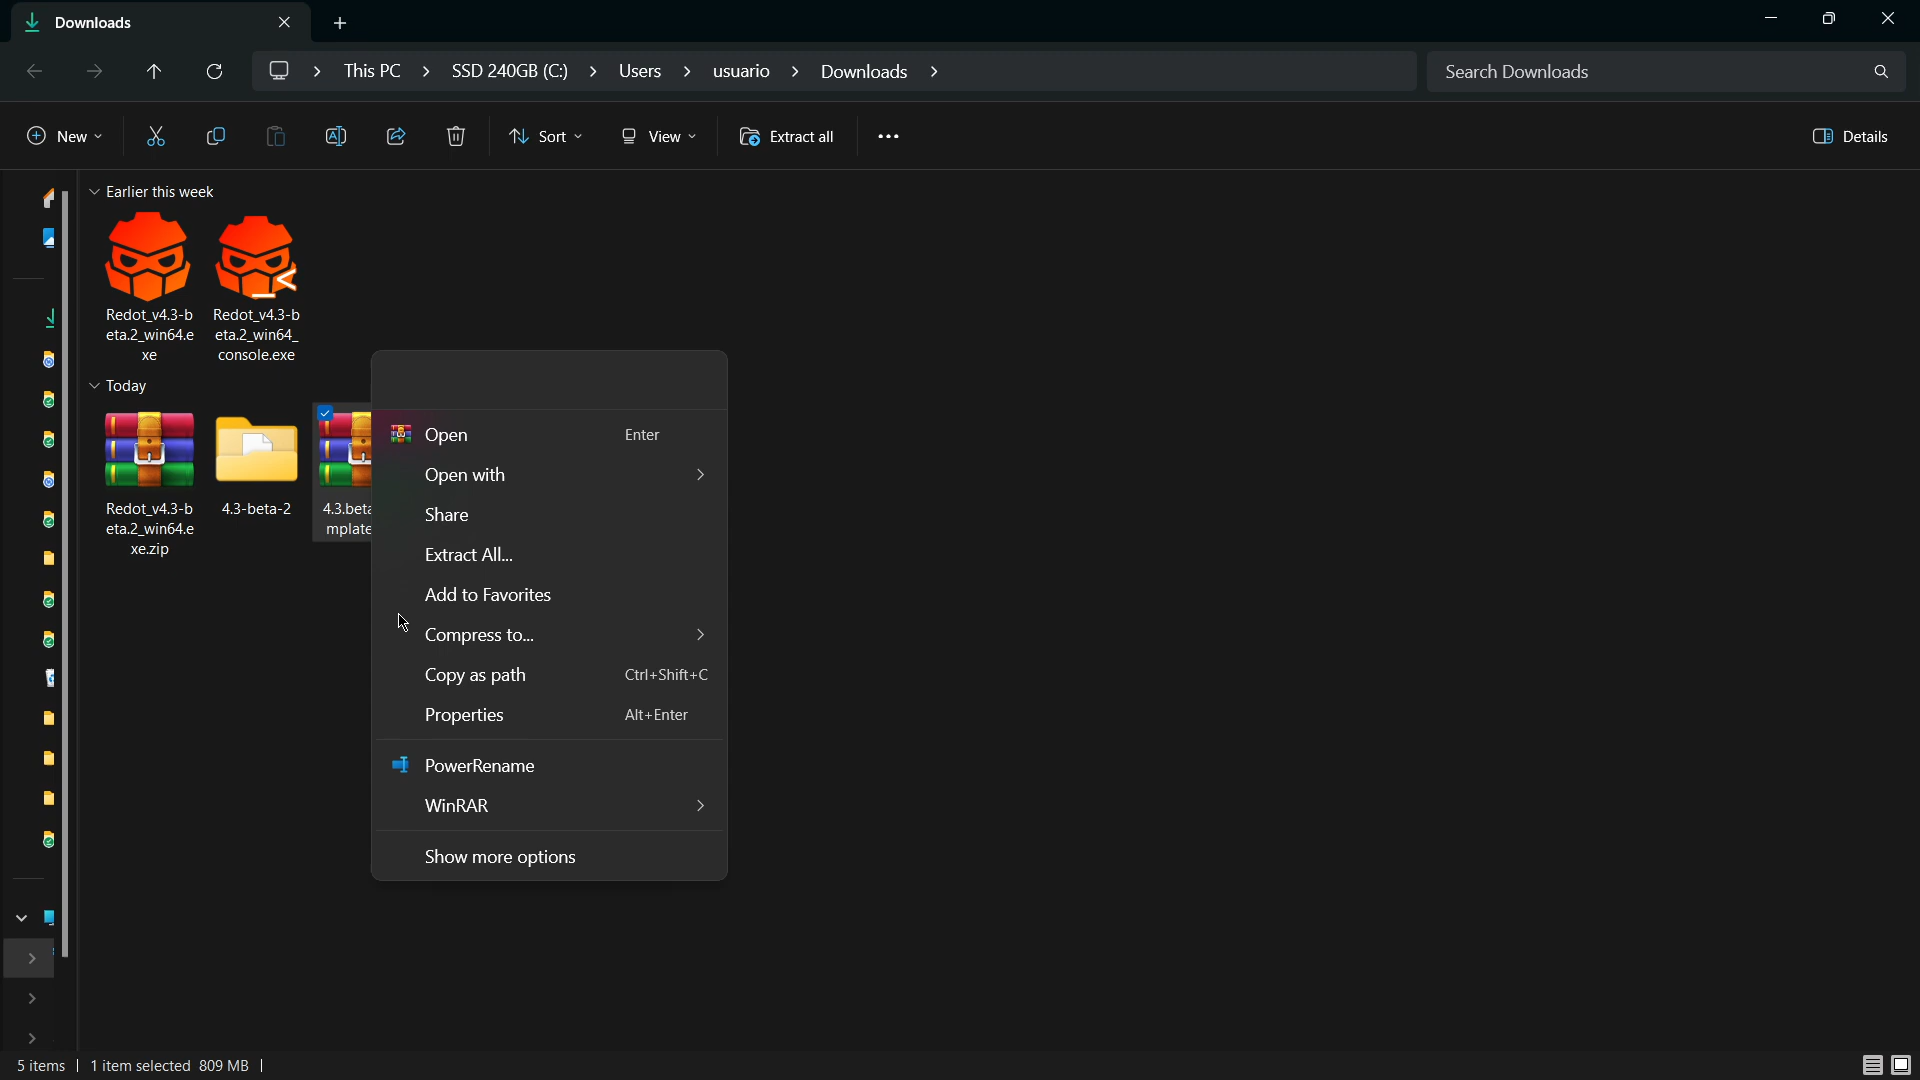 Downloads
This PC
SSD 240GB (C:)
Users
usuario
Downloads
Search Downloads
New
Sort
View
Extract all
Details
Earlier this week
Redot_v4.3-b
eta.2_win64.e
xe
Redot_v4.3-b
eta.2_win64_
console.exe
Today
Redot_v4.3-b
eta.2_win64.e
xe.zip
4.3-beta-2
4.3.beta
mplate
Open Enter
Open with
Share
Extract All...
Add to Favorites
Compress to...
Copy as path Ctrl+Shift+C
Properties Alt+Enter
PowerRename
WinRAR
Show more options
5 items | 1 item selected 809 MB |